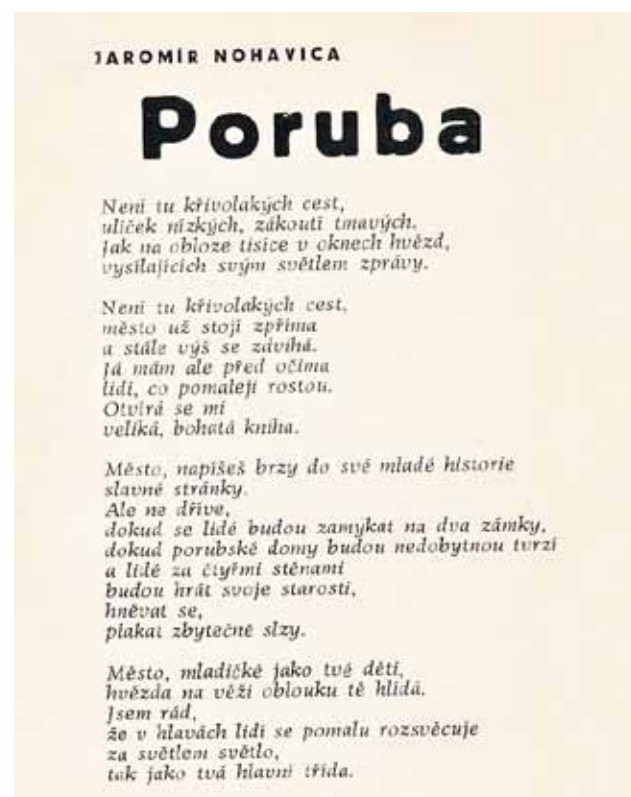 JAROMÍR NOHAVICA
Poruba
Není tu křivolakých cest,
uliček nízkých, zákoutí tmavých.
Jak na obloze tisíce v oknech hvězd,
vysílajících svým světlem zprávy.
Není tu křivolakých cest,
město už stojí zpříma
a stále výš se zdvíhá.
Já mám ale před očima
lidi, co pomaleji rostou.
Otvírá se mi
veliká, bohatá kniha.
Město, napíšeš brzy do své mladé historie
slavné stránky.
Ale ne dříve,
dokud se lidé budou zamykat na dva zámky,
dokud porubské domy budou nedobytnou tvrzí
a lidé za čtyřmi stěnami
budou hrát svoje starosti,
hněvat se,
plakat zbytečné slzy.
Město, mladičké jako tvé děti,
hvězda na věži oblouku tě hlídá.
Jsem rád,
že v hlavách lidí se pomalu rozsvěcuje
za světlem světlo,
tak jako tvá hlavní třída.